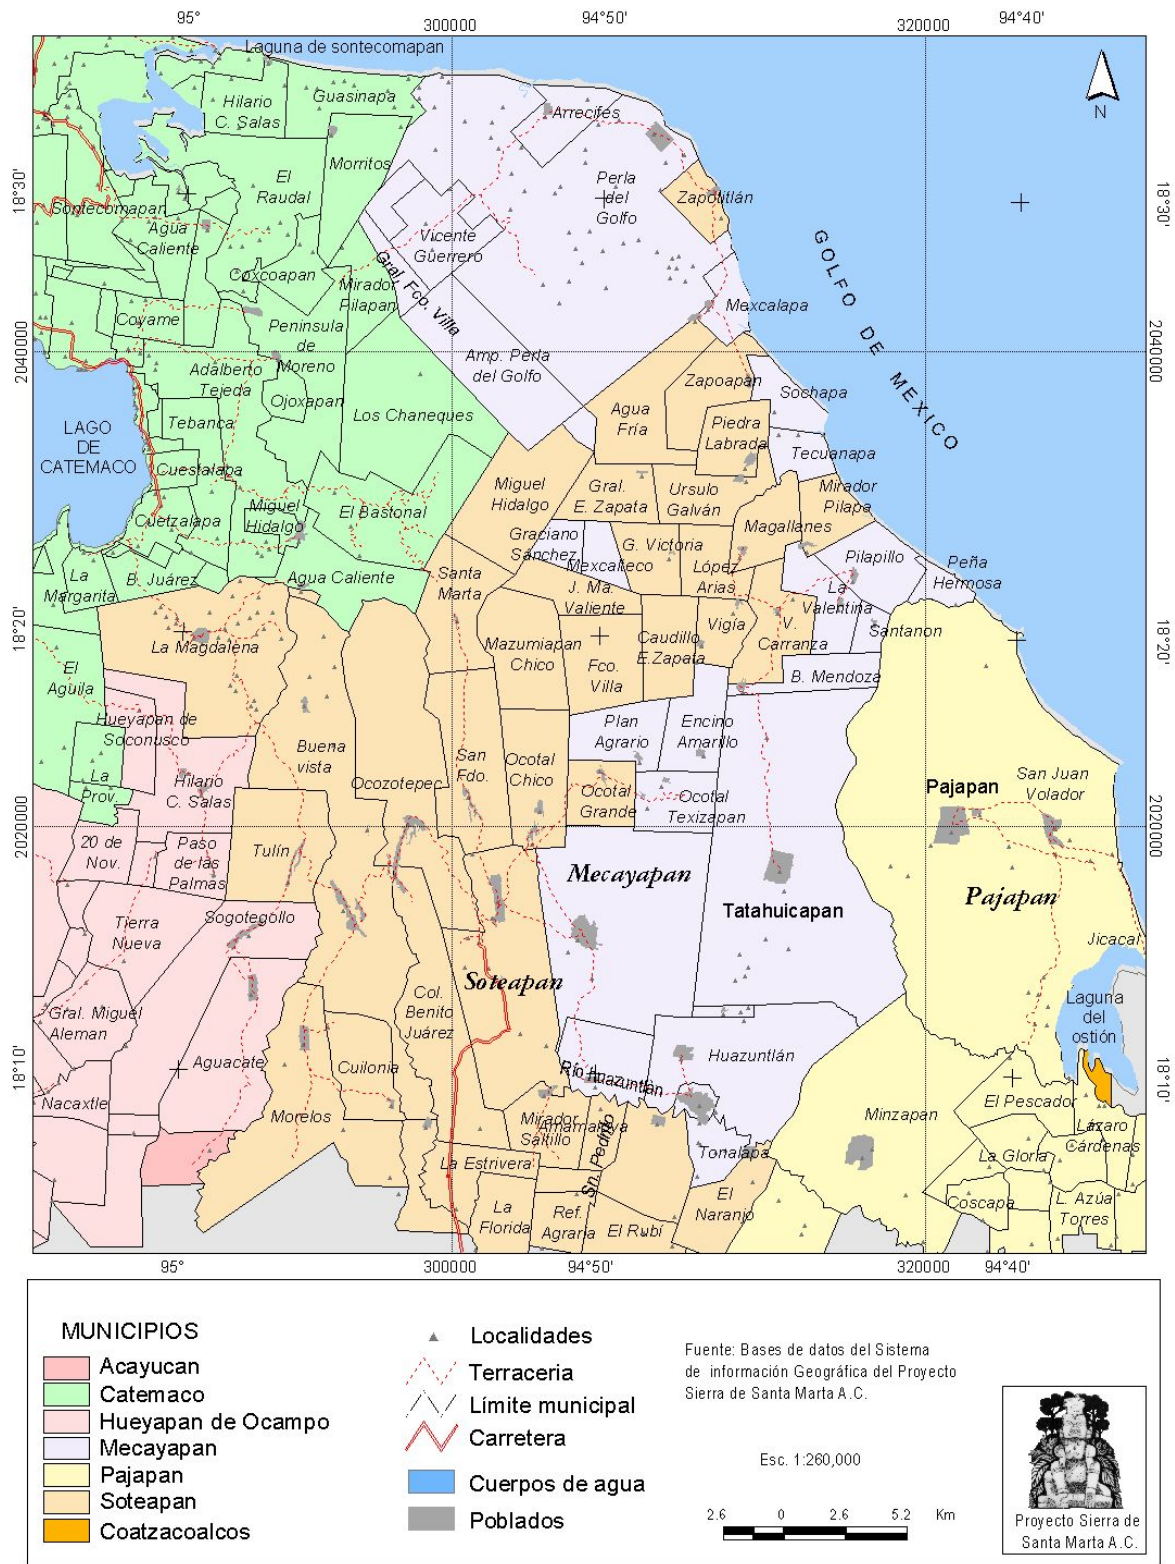 95°
300000
94°50'
320000
94°40'
Laguna de sontecomapan
Hilario
C. Salas
Guasinapa
Arrecifes
N
Morritos
El
Raudal
Perla
del
Golfo
Zapotitlán
18°30'
18°30'
Sontecomapan
Agua
Caliente
Vicente
Guerrero
GOLFO DE MEXICO
Coxcoapan
Mirador
Pilapan
Gral. Fco. Villa
Mexcalapa
Coyame
Peninsula
de
Moreno
2040000
2040000
Adalberto
Tejeda
Amp. Perla
del Golfo
Zapoapan
Sochapa
Ojoxapan
Los Chaneques
Agua
Fría
Piedra
Labrada
LAGO
DE
CATEMACO
Tebanca
Tecuanapa
Cuestalapa
Miguel
Hidalgo
Gral.
E. Zapata
Ursulo
Galván
Mirador
Pilapa
Cuetzalapa
Miguel
Hidalgo
El Bastonal
Magallanes
Graciano
Sánchez
G. Victoria
Mexcalteco
López
Arias
Pilapillo
Peña
Hermosa
La
Margarita
B. Juárez
Agua Caliente
Santa
Marta
J. Ma.
Valiente
La
Valentina
18°20'
18°20'
La Magdalena
Mazumiapan
Chico
Fco.
Villa
Caudillo
E.Zapata
Vigía
V.
Carranza
Santanon
El
Aguila
B. Mendoza
Hueyapan de
Soconusco
Buena
vista
Plan
Agrario
Encino
Amarillo
La
Prov.
Hilario
C. Salas
Ocozotepec
San
Fdo.
Ocotal
Chico
Ocotal
Grande
Ocotal
Texizapan
Pajapan
San Juan
Volador
2020000
2020000
20 de
Nov.
Paso
de las
Palmas
Tulín
Mecayapan
Tatahuicapan
Pajapan
Tierra
Nueva
Sogotegollo
Jicacal
Soteapan
Col.
Benito
Juárez
Laguna
del
ostión
Gral. Miguel
Aleman
Aguacate
Cuilonia
Huazuntlán
Río Huazuntlán
18°10'
18°10'
Nacaxtle
Morelos
Mirador
Saltillo
Amamaloya
Sn. Pedro
Minzapan
El Pescador
Lázaro
Cárdenas
La Estrivera
Tonalapa
La Gloria
La
Florida
Ref.
Agraria
El Rubí
El
Naranjo
Coscapa
L. Azúa
Torres
95°
300000
94°50'
320000
94°40'
MUNICIPIOS
Acayucan
Catemaco
Hueyapan de Ocampo
Mecayapan
Pajapan
Soteapan
Coatzacoalcos
Localidades
Terraceria
Límite municipal
Carretera
Cuerpos de agua
Poblados
Fuente: Bases de datos del Sistema
de información Geográfica del Proyecto
Sierra de Santa Marta A.C.
Esc. 1:260,000
2.6 0 2.6 5.2 Km
Proyecto Sierra de
Santa Marta A.C.